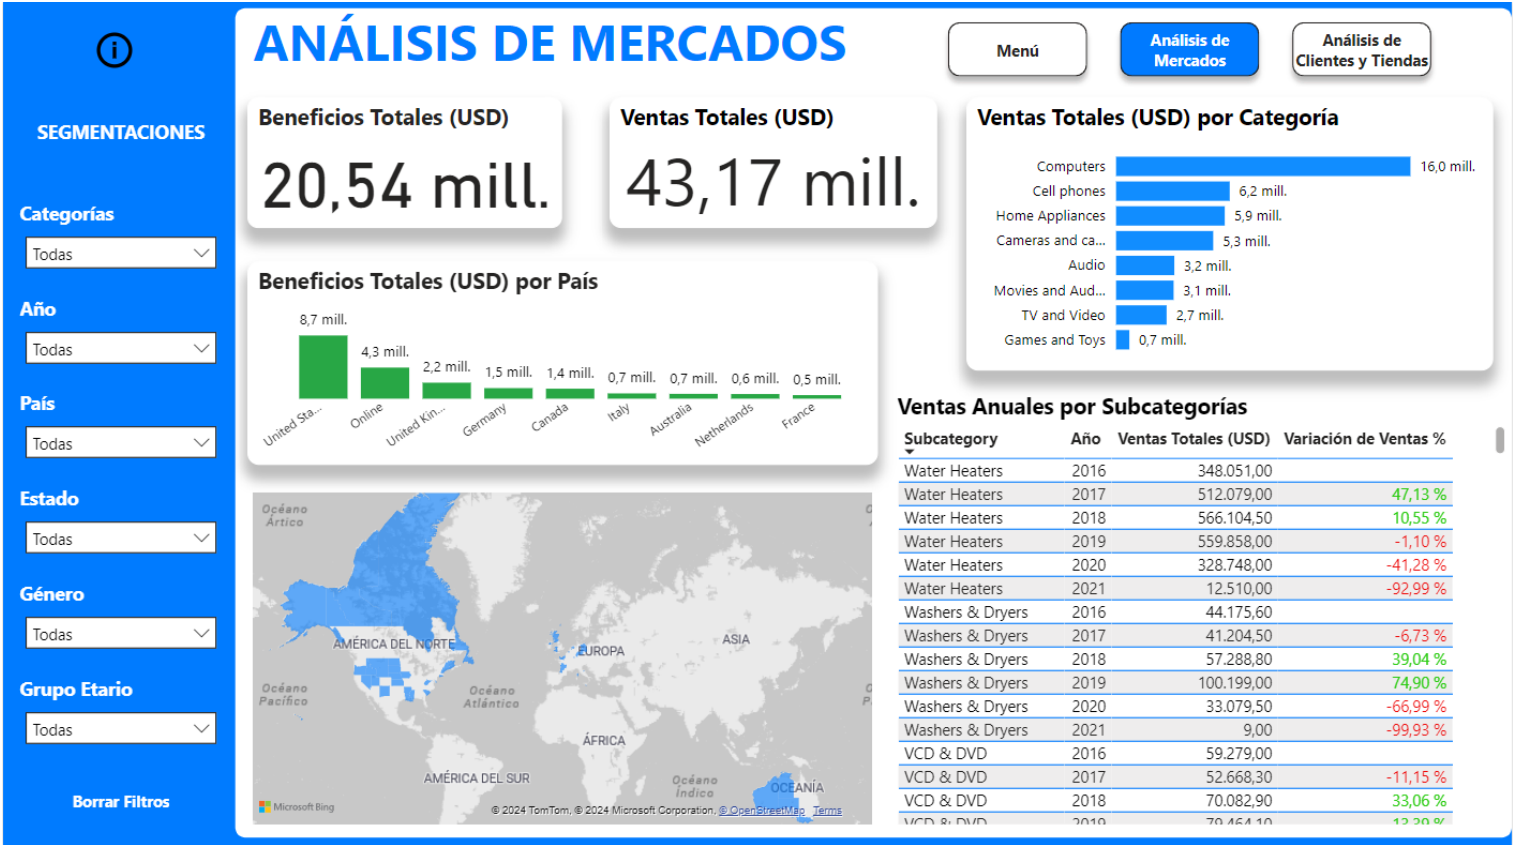 ANÁLISIS DE MERCADOS
Menú
Análisis de
Mercados
Análisis de
Clientes y Tiendas
SEGMENTACIONES
Categorías
Todas
Año
Todas
País
Todas
Estado
Todas
Género
Todas
Grupo Etario
Todas
Borrar Filtros
Beneficios Totales (USD)
20,54 mill.
Ventas Totales (USD)
43,17 mill.
Ventas Totales (USD) por Categoría
Computers 16,0 mill.
Cell phones 6,2 mill.
Home Appliances 5,9 mill.
Cameras and ca... 5,3 mill.
Audio 3,2 mill.
Movies and Aud... 3,1 mill.
TV and Video 2,7 mill.
Games and Toys 0,7 mill.
Beneficios Totales (USD) por País
8,7 mill. 4,3 mill. 2,2 mill. 1,5 mill. 1,4 mill. 0,7 mill. 0,7 mill. 0,6 mill. 0,5 mill.
United Sta... Online United Kin... Germany Canada Italy Australia Netherlands France
Océano
Ártico
AMÉRICA DEL NORTE
EUROPA
ASIA
Océano
Pacífico
Océano
Atlántico
ÁFRICA
AMÉRICA DEL SUR
Océano
Índico
OCEANÍA
Microsoft Bing
© 2024 TomTom, © 2024 Microsoft Corporation, © OpenStreetMap Terms
Ventas Anuales por Subcategorías
Subcategory Año Ventas Totales (USD) Variación de Ventas %
Water Heaters 2016 348.051,00
Water Heaters 2017 512.079,00 47,13 %
Water Heaters 2018 566.104,50 10,55 %
Water Heaters 2019 559.858,00 -1,10 %
Water Heaters 2020 328.748,00 -41,28 %
Water Heaters 2021 12.510,00 -92,99 %
Washers & Dryers 2016 44.175,60
Washers & Dryers 2017 41.204,50 -6,73 %
Washers & Dryers 2018 57.288,80 39,04 %
Washers & Dryers 2019 100.199,00 74,90 %
Washers & Dryers 2020 33.079,50 -66,99 %
Washers & Dryers 2021 9,00 -99,93 %
VCD & DVD 2016 59.279,00
VCD & DVD 2017 52.668,30 -11,15 %
VCD & DVD 2018 70.082,90 33,06 %
VCD & DVD 2019 79.464,10 13,39 %